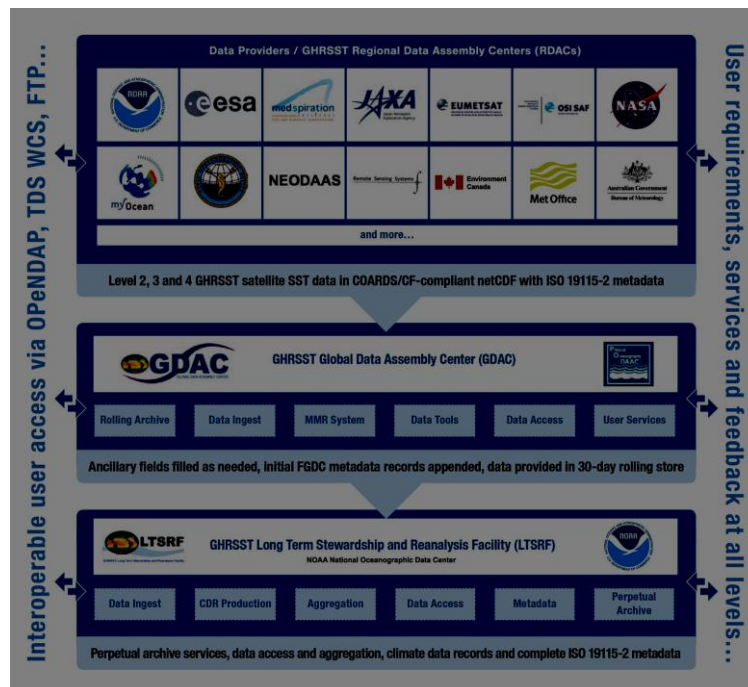 Interoperable user access via OPeNDAP, TDS WCS, FTP...
Data Providers / GHRSST Regional Data Assembly Centers (RDACs)
NOAA
esa
medspiration
JAXA
EUMETSAT
OSI SAF
NASA
myOcean
NEODAAS
Remote Sensing Systems
Environment
Canada
Met Office
Australian Government
Bureau of Meteorology
and more...
Level 2, 3 and 4 GHRSST satellite SST data in COARDS/CF-compliant netCDF with ISO 19115-2 metadata
GDAC
GHRSST Global Data Assembly Center (GDAC)
Physical
Oceanography
DAAC
Rolling Archive
Data Ingest
MMR System
Data Tools
Data Access
User Services
Ancillary fields filled as needed, initial FGDC metadata records appended, data provided in 30-day rolling store
LTSRF
GHRSST Long Term Stewardship and Reanalysis Facility (LTSRF)
NOAA National Oceanographic Data Center
NOAA
Data Ingest
CDR Production
Aggregation
Data Access
Metadata
Perpetual
Archive
Perpetual archive services, data access and aggregation, climate data records and complete ISO 19115-2 metadata
User requirements, services and feedback at all levels...